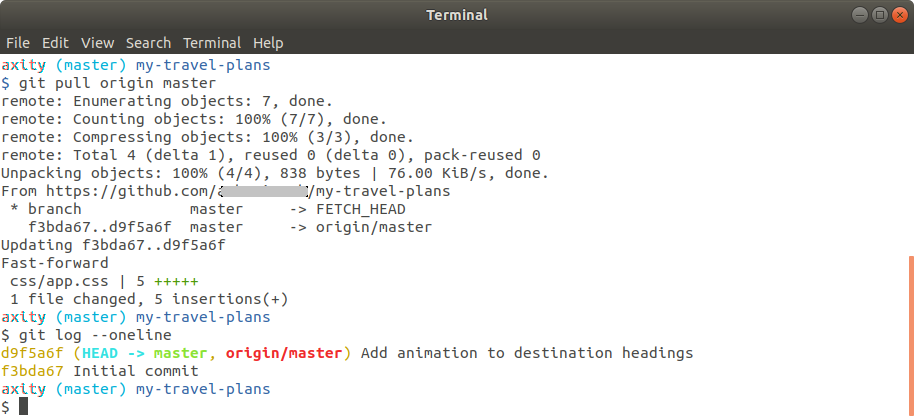 Terminal
File Edit View Search Terminal Help
axity (master) my-travel-plans
$ git pull origin master
remote: Enumerating objects: 7, done.
remote: Counting objects: 100% (7/7), done.
remote: Compressing objects: 100% (3/3), done.
remote: Total 4 (delta 1), reused 0 (delta 0), pack-reused 0
Unpacking objects: 100% (4/4), 838 bytes | 76.00 KiB/s, done.
From https://github.com/ /my-travel-plans
 * branch            master     -> FETCH_HEAD
   f3bda67..d9f5a6f  master     -> origin/master
Updating f3bda67..d9f5a6f
Fast-forward
 css/app.css | 5 +++++
 1 file changed, 5 insertions(+)
axity (master) my-travel-plans
$ git log --oneline
d9f5a6f (HEAD -> master, origin/master) Add animation to destination headings
f3bda67 Initial commit
axity (master) my-travel-plans
$